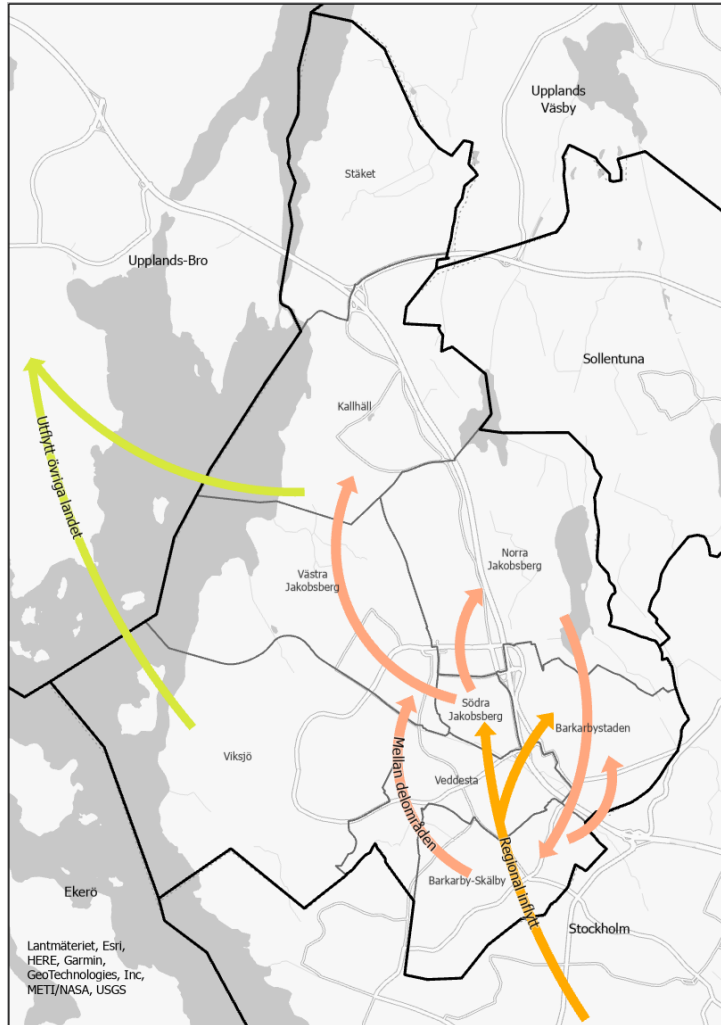 Upplands
Väsby
Stäket
Upplands-Bro
Sollentuna
Kallhäll
Utflytt övriga landet
Norra
Jakobsberg
Västra
Jakobsberg
Södra
Jakobsberg
Barkarbystaden
Viksjö
Veddesta
Mellan delområden
Regional inflytt
Barkarby-Skälby
Ekerö
Stockholm
Lantmäteriet, Esri,
HERE, Garmin,
GeoTechnologies, Inc,
METI/NASA, USGS